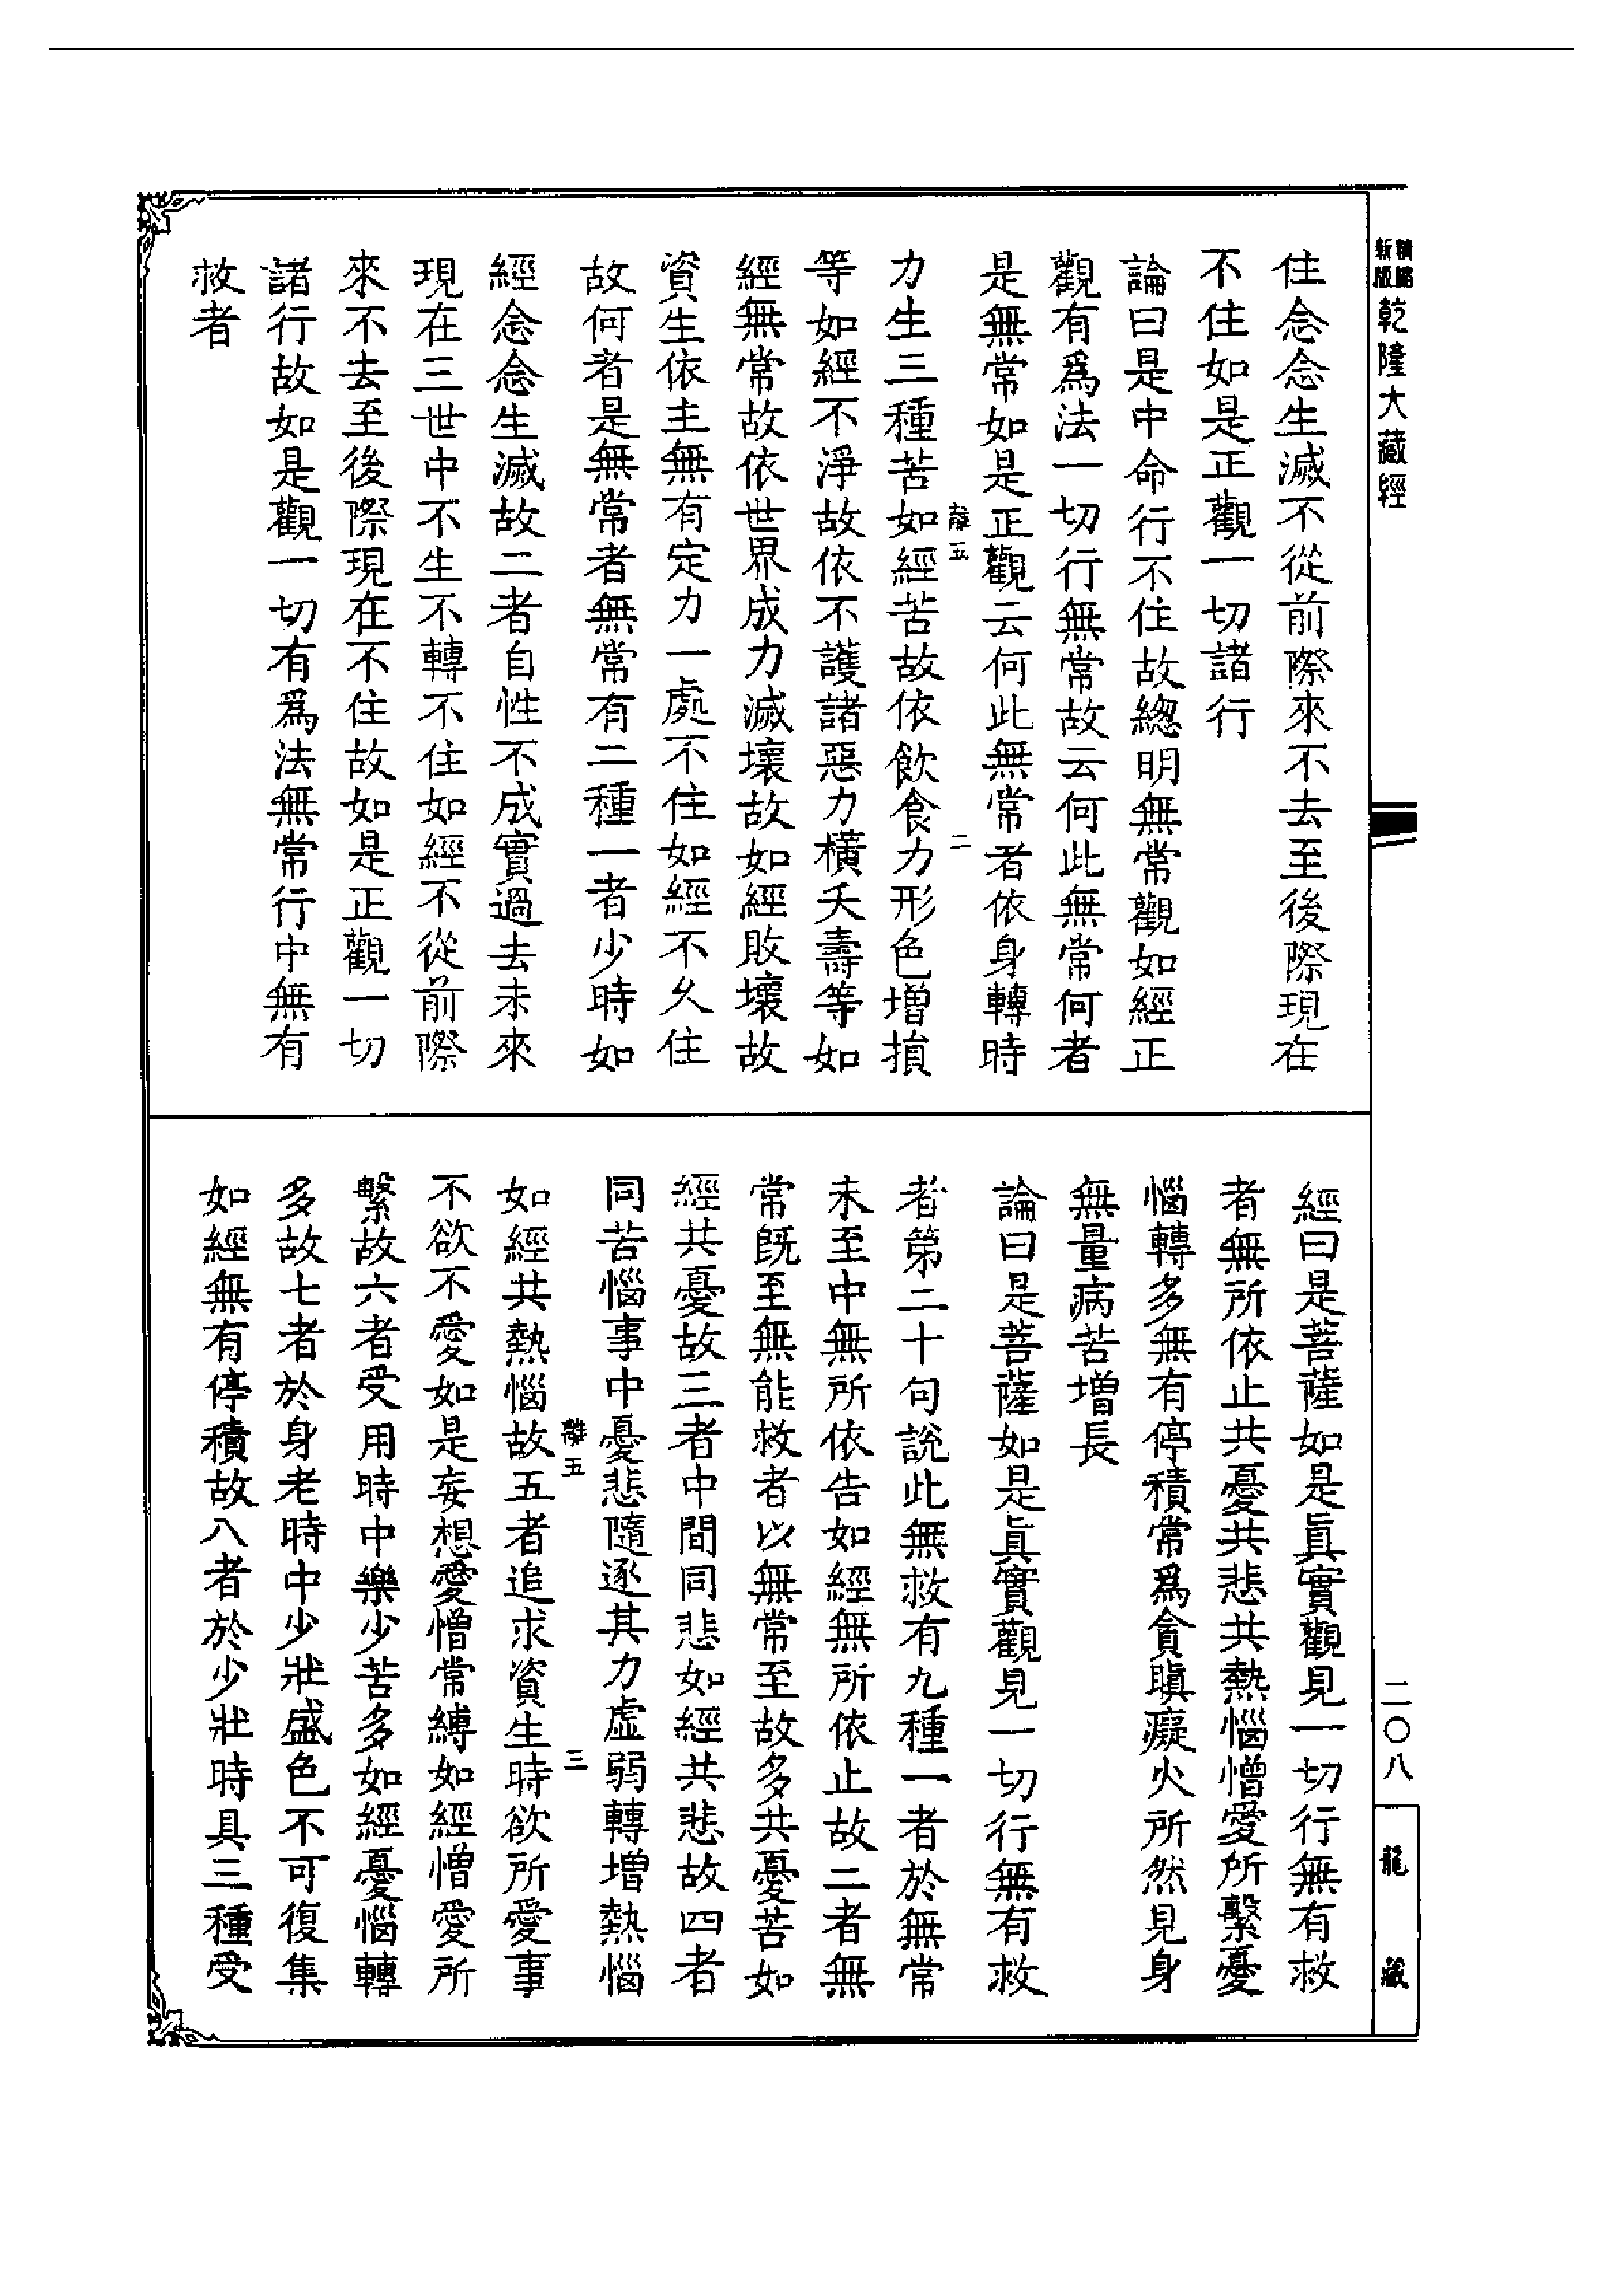 精縮
新版
乾隆大藏經
住念念生滅不從前際來不去至後際現在
不住如是正觀一切諸行
論曰是中命行不住故總明無常觀如經正
觀有爲法一切行無常故云何此無常何者
是無常如是正觀云何此無常者依身轉時
離五
二
力生三種苦如經苦故依飲食力形色增損
等如經不淨故依不護諸惡力橫夭壽等如
經無常故依世界成力滅壞故如經敗壞故
資生依主無有定力一處不住如經不久住
故何者是無常者無常有二種一者少時如
經念念生滅故二者自性不成實過去未來
現在三世中不生不轉不住如經不從前際
來不去至後際現在不住故如是正觀一切
諸行故如是觀一切有爲法無常行中無有
救者
經曰是菩薩如是眞實觀見一切行無有救
者無所依止共憂共悲共熱惱憎愛所繫憂
惱轉多無有停積常爲貪瞋癡火所然見身
無量病苦增長
論曰是菩薩如是眞實觀見一切行無有救
者第二十句說此無救有九種一者於無常
未至中無所依告如經無所依止故二者無
常既至無能救者以無常至故多共憂苦如
經共憂故三者中間同悲如經共悲故四者
同苦惱事中憂悲隨逐其力虛弱轉增熱惱
離五
三
如經共熱惱故五者追求資生時欲所愛事
不欲不愛如是妄想愛憎常縛如經憎愛所
繫故六者受用時中樂少苦多如經憂惱轉
多故七者於身老時中少壯盛色不可復集
如經無有停積故八者於少壯時具三種受
二〇八
龍藏